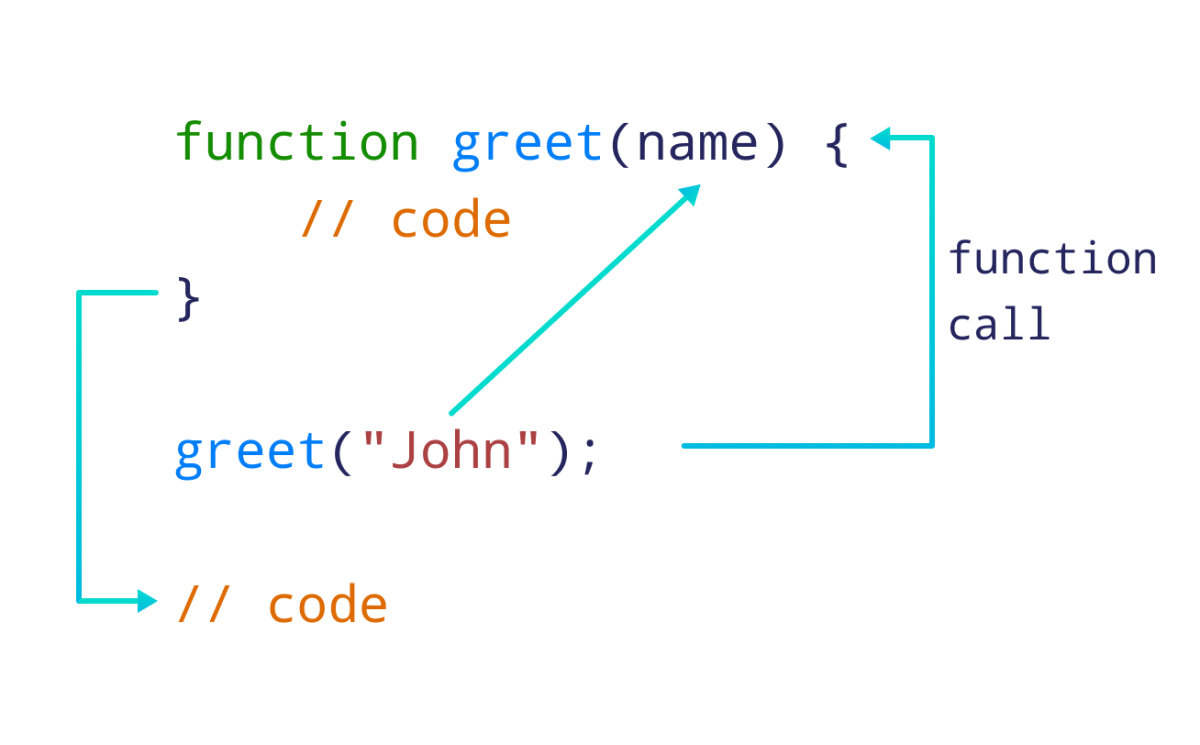 function greet(name) {
// code
}
function
call
greet("John");
// code